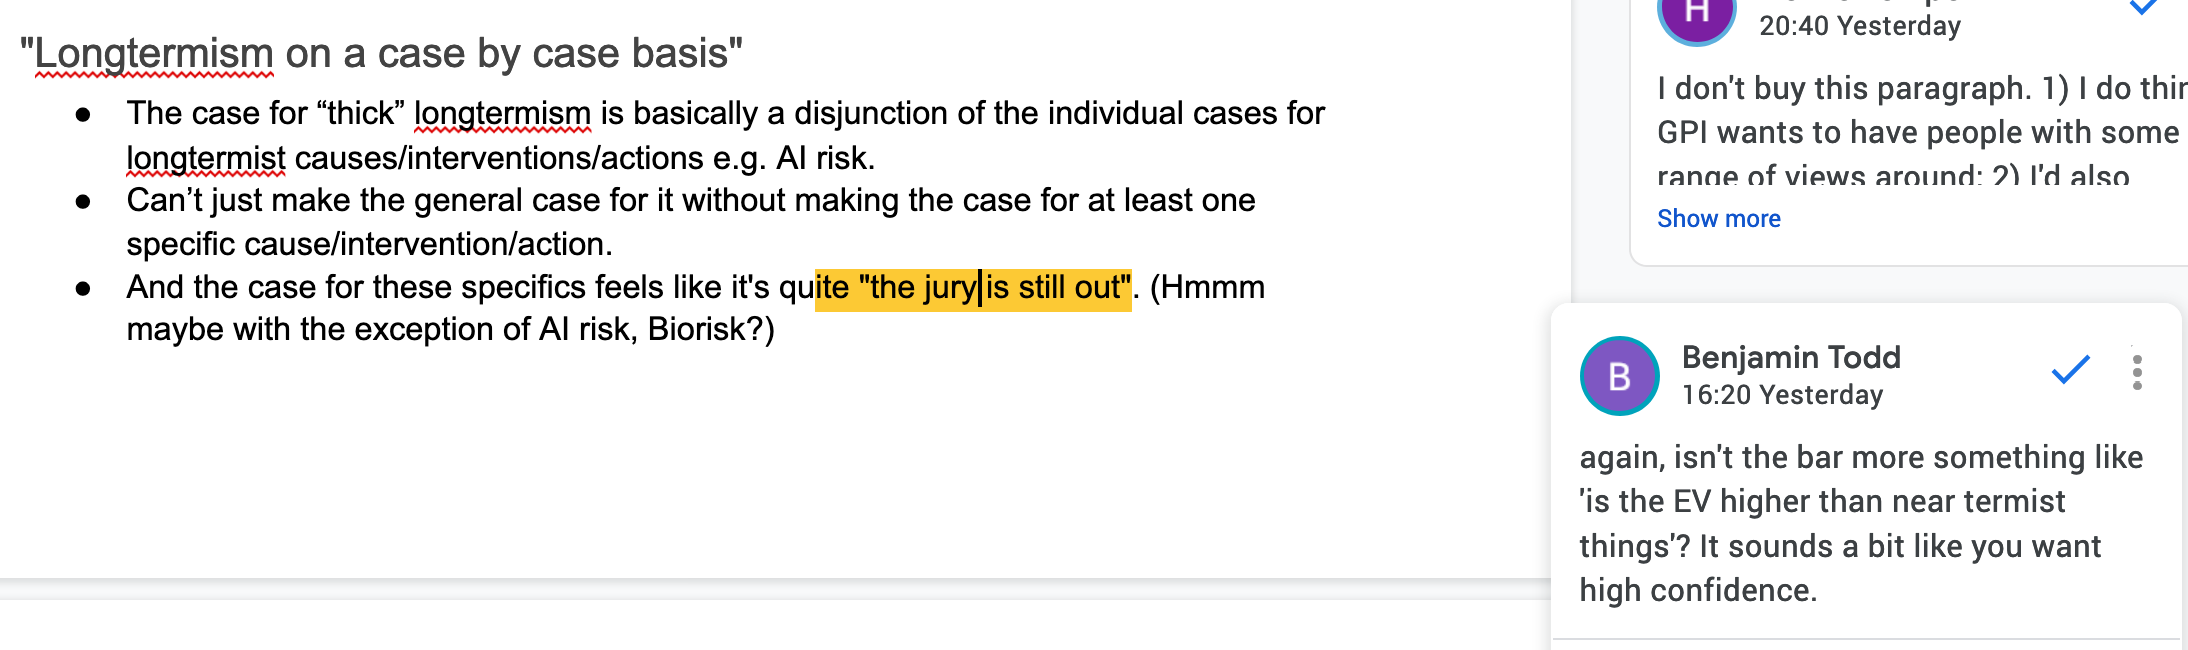 "Longtermism on a case by case basis"
● The case for “thick” longtermism is basically a disjunction of the individual cases for
longtermist causes/interventions/actions e.g. AI risk.
● Can’t just make the general case for it without making the case for at least one
specific cause/intervention/action.
● And the case for these specifics feels like it's quite "the jury is still out". (Hmmm
maybe with the exception of AI risk, Biorisk?)
H
20:40 Yesterday
I don't buy this paragraph. 1) I do
GPI wants to have people with some
range of views around: 2) I'd also
Show more
B
Benjamin Todd
16:20 Yesterday
again, isn't the bar more something like
'is the EV higher than near termist
things'? It sounds a bit like you want
high confidence.